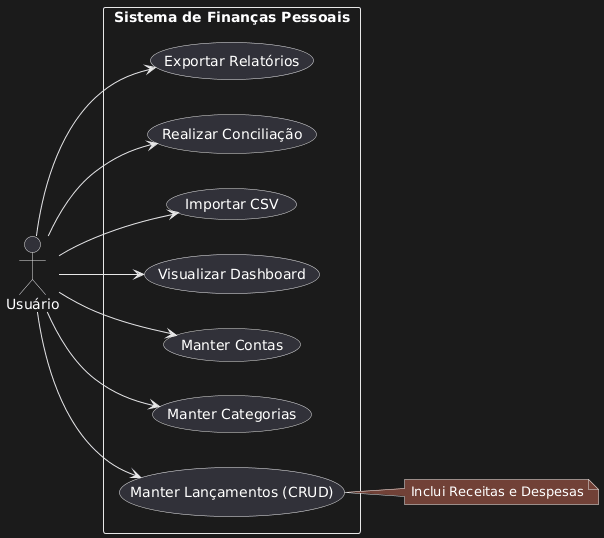 Sistema de Finanças Pessoais
Exportar Relatórios
Realizar Conciliação
Importar CSV
Visualizar Dashboard
Usuário
Manter Contas
Manter Categorias
Manter Lançamentos (CRUD)
Inclui Receitas e Despesas